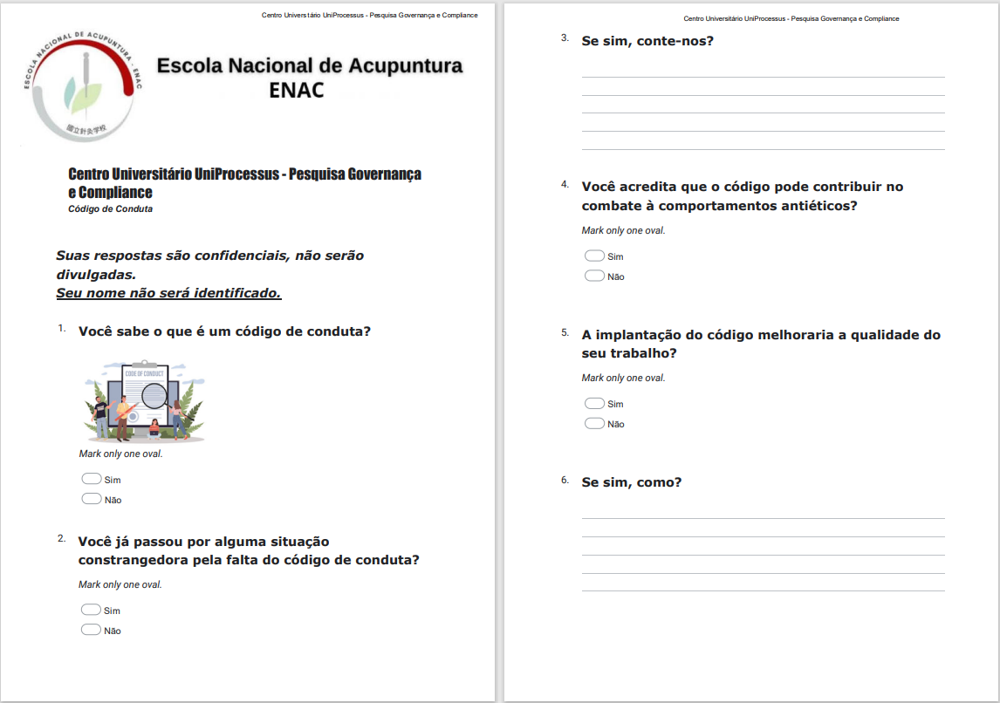 Centro Universitário UniProcessus - Pesquisa Governança e Compliance
ESCOLA NACIONAL DE ACUPUNTURA - ENAC
國立針灸学校
Escola Nacional de Acupuntura
ENAC
Centro Universitário UniProcessus - Pesquisa Governança
e Compliance
Código de Conduta
Suas respostas são confidenciais, não serão
divulgadas.
Seu nome não será identificado.
1. Você sabe o que é um código de conduta?
CODE OF CONDUCT
Mark only one oval.
Sim
Não
2. Você já passou por alguma situação
constrangedora pela falta do código de conduta?
Mark only one oval.
Sim
Não
Centro Universitário UniProcessus - Pesquisa Governança e Compliance
3. Se sim, conte-nos?
4. Você acredita que o código pode contribuir no
combate à comportamentos antiéticos?
Mark only one oval.
Sim
Não
5. A implantação do código melhoraria a qualidade do
seu trabalho?
Mark only one oval.
Sim
Não
6. Se sim, como?